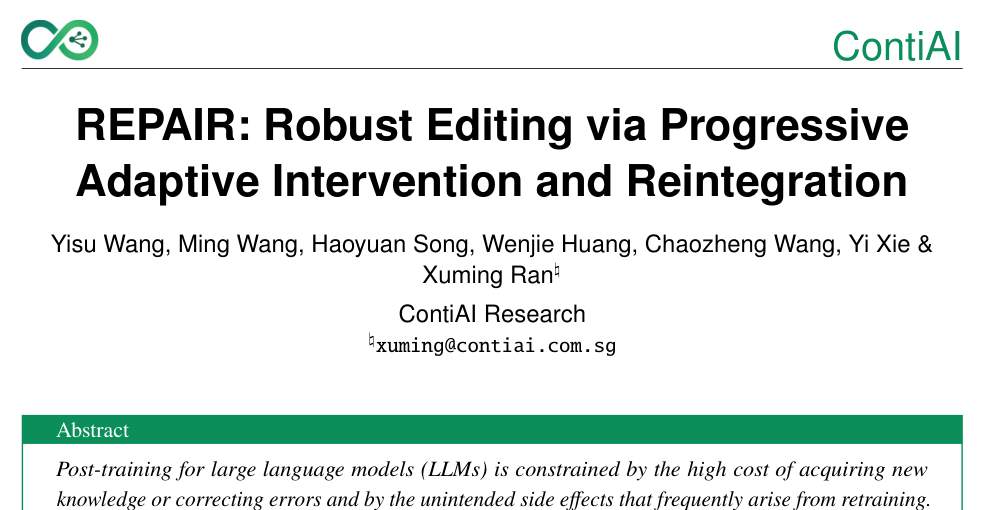 ContiAI
REPAIR: Robust Editing via Progressive
Adaptive Intervention and Reintegration
Yisu Wang, Ming Wang, Haoyuan Song, Wenjie Huang, Chaozheng Wang, Yi Xie &
Xuming Ran♮
ContiAI Research
♮xuming@contiai.com.sg
Abstract
Post-training for large language models (LLMs) is constrained by the high cost of acquiring new
knowledge or correcting errors and by the unintended side effects that frequently arise from retraining.